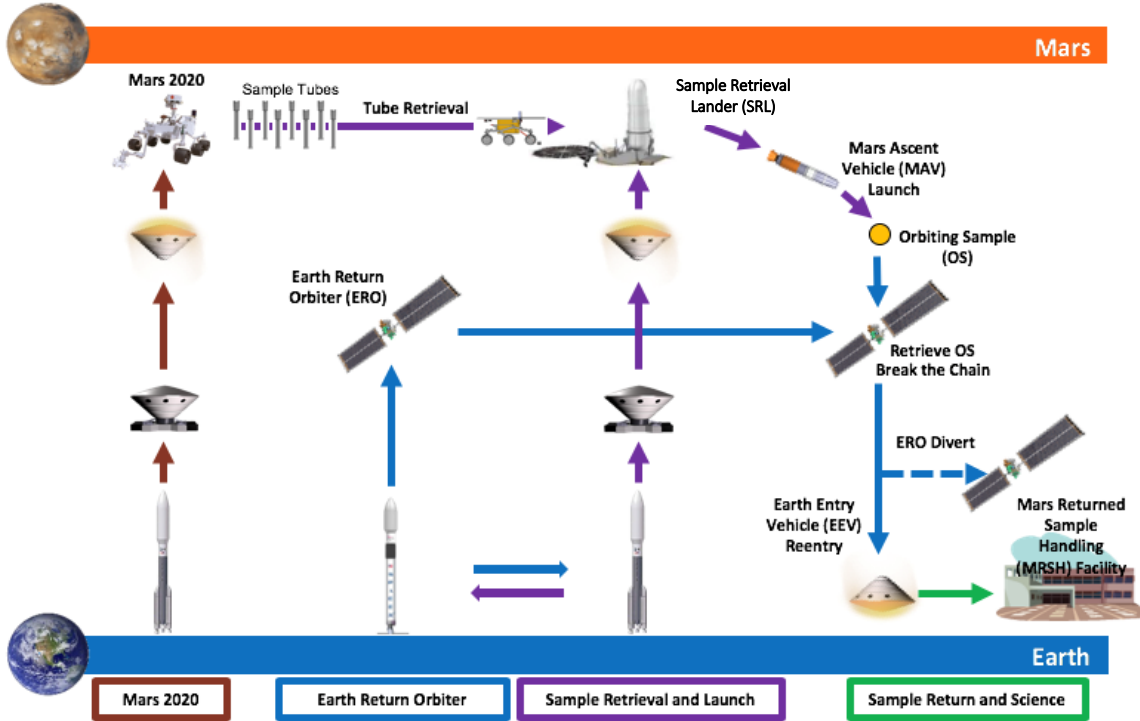 Mars
Mars 2020
Sample Tubes
Tube Retrieval
Sample Retrieval
Lander (SRL)
Mars Ascent
Vehicle (MAV)
Launch
Orbiting Sample
(OS)
Earth Return
Orbiter (ERO)
Retrieve OS
Break the Chain
ERO Divert
Earth Entry
Vehicle (EEV)
Reentry
Mars Returned
Sample
Handling
(MRSH) Facility
Earth
Mars 2020
Earth Return Orbiter
Sample Retrieval and Launch
Sample Return and Science